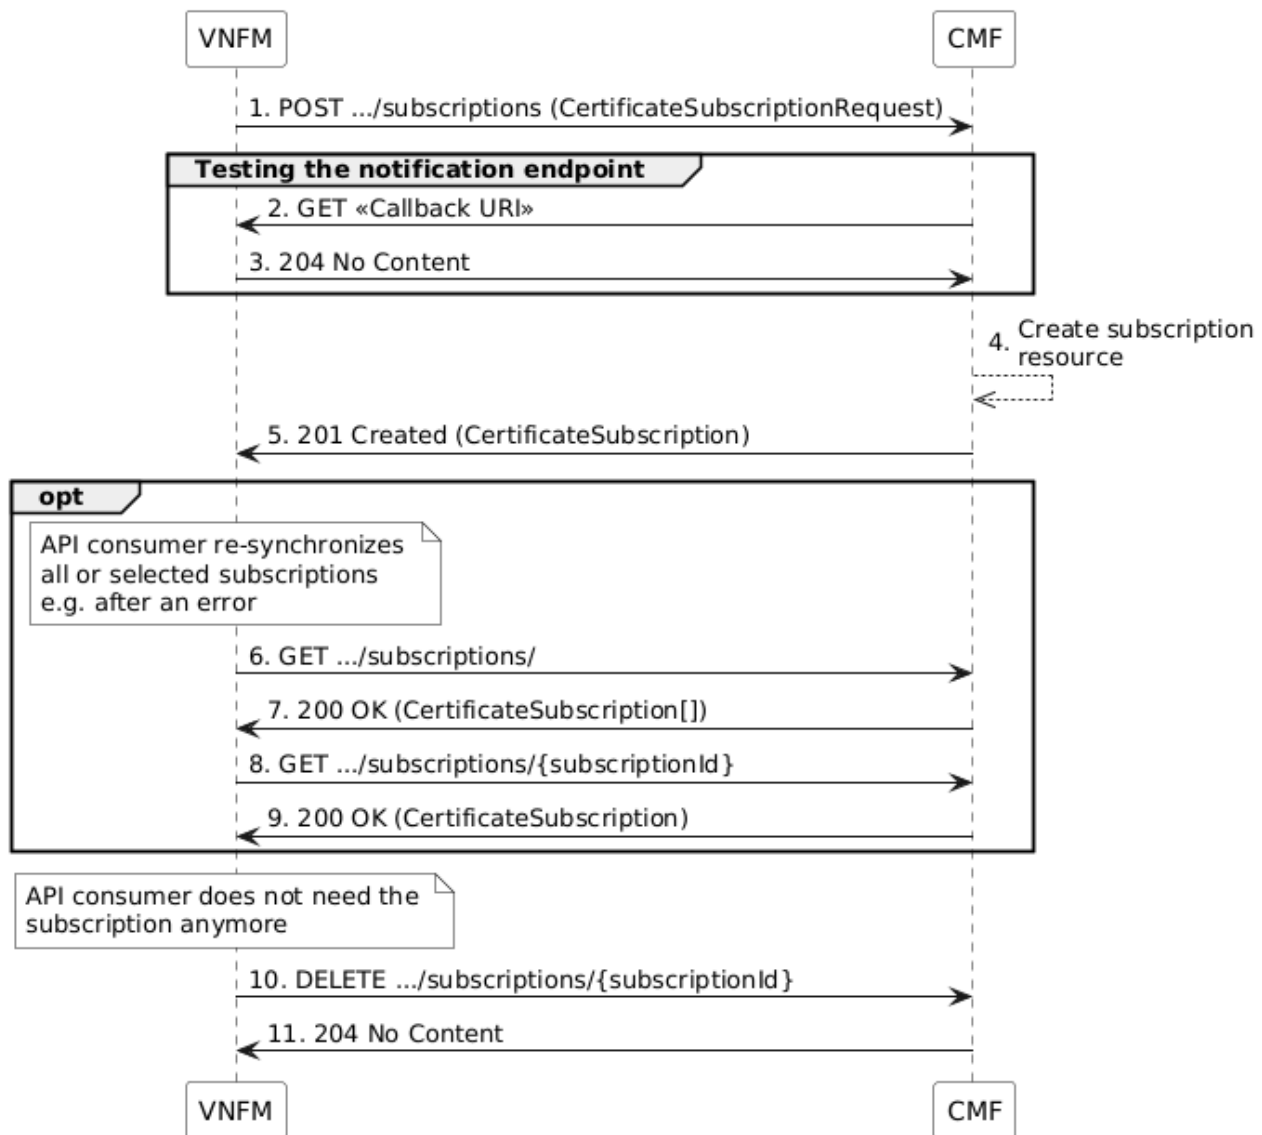 VNFM
CMF
1. POST .../subscriptions (CertificateSubscriptionRequest)
Testing the notification endpoint
2. GET «Callback URI»
3. 204 No Content
4. Create subscription
resource
5. 201 Created (CertificateSubscription)
opt
API consumer re-synchronizes
all or selected subscriptions
e.g. after an error
6. GET .../subscriptions/
7. 200 OK (CertificateSubscription[])
8. GET .../subscriptions/{subscriptionId}
9. 200 OK (CertificateSubscription)
API consumer does not need the
subscription anymore
10. DELETE .../subscriptions/{subscriptionId}
11. 204 No Content
VNFM
CMF